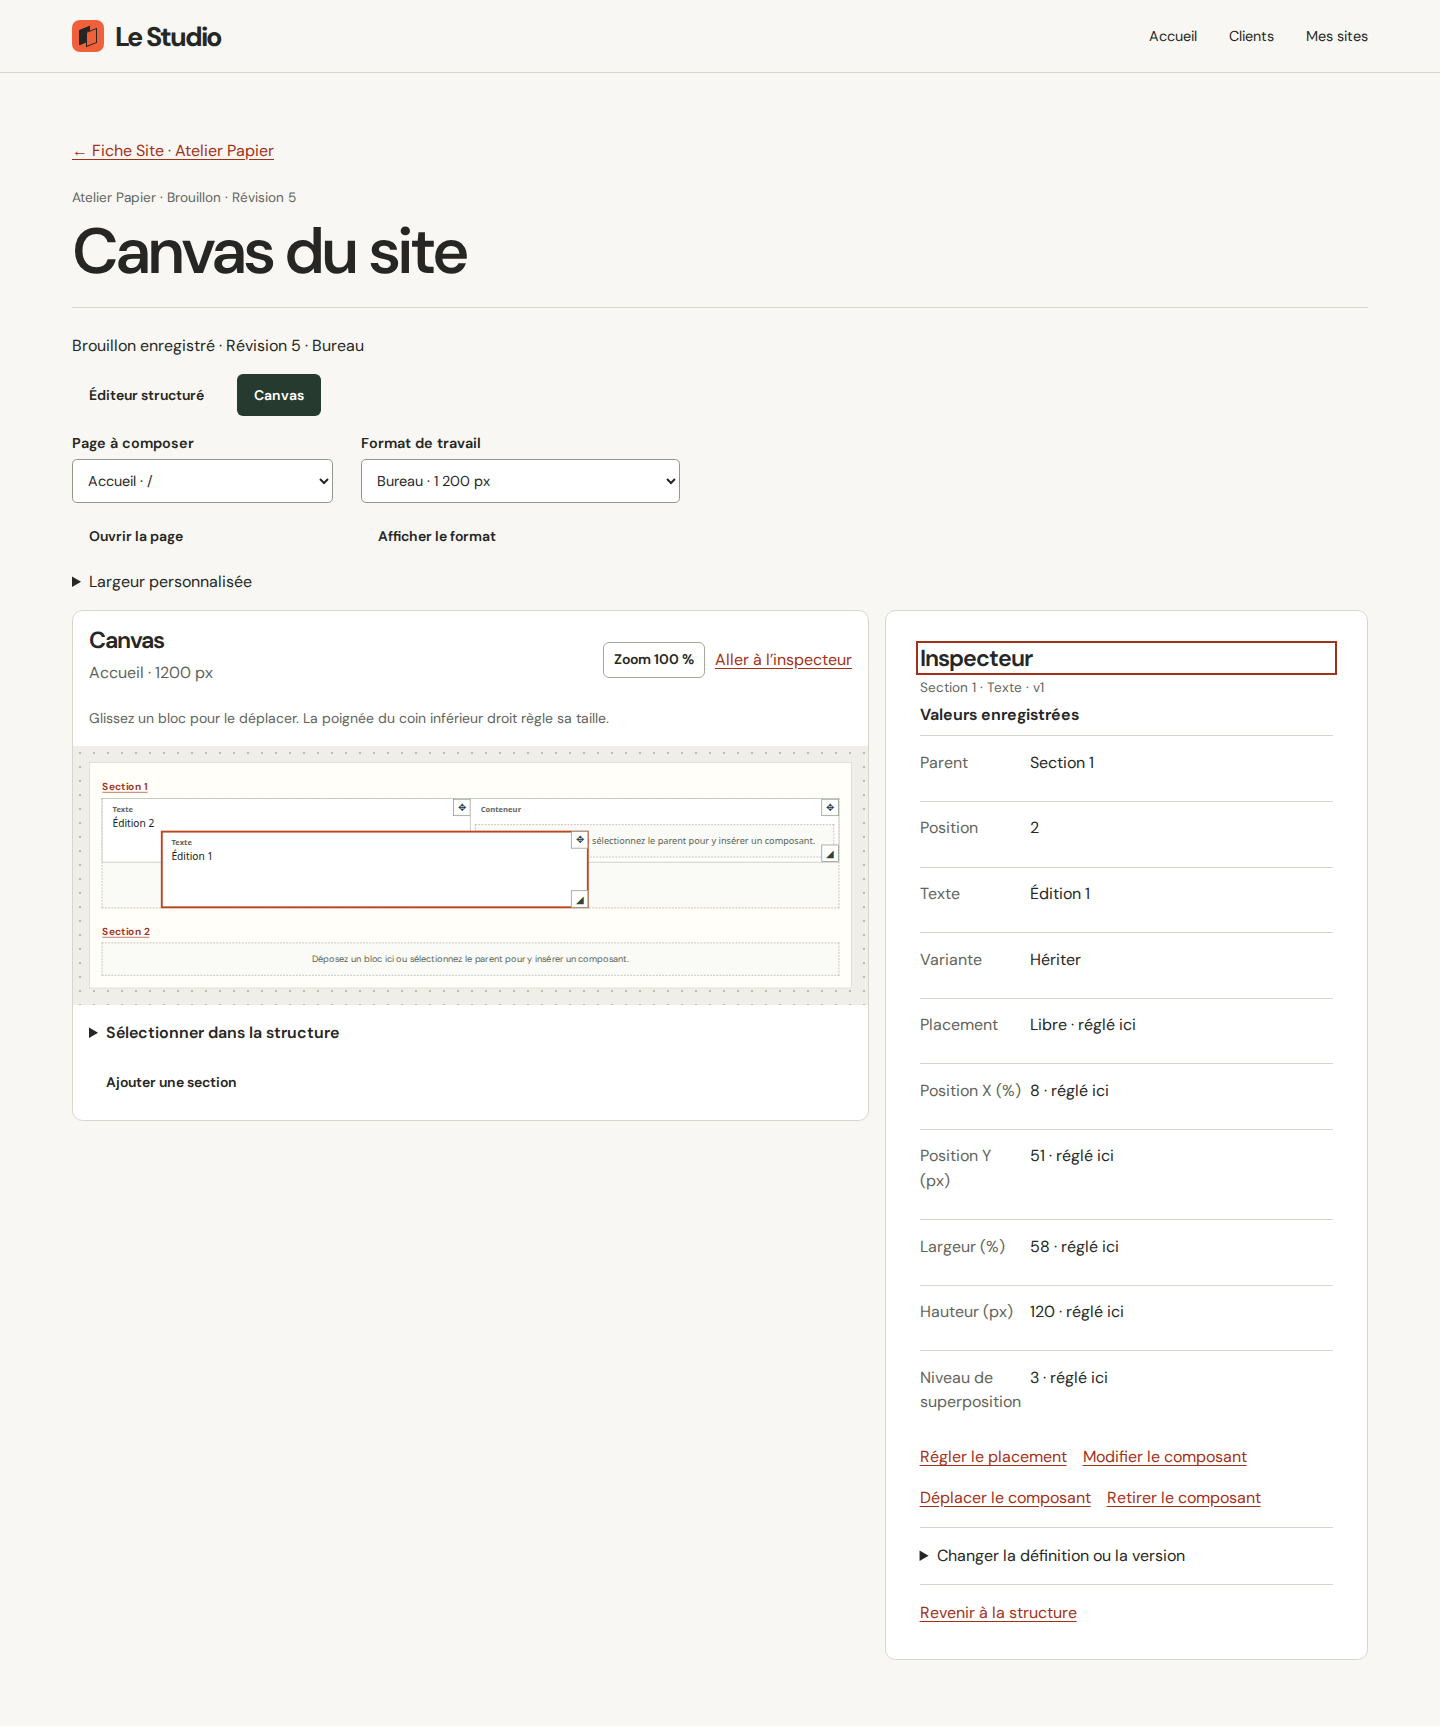 Le Studio
Accueil Clients Mes sites
← Fiche Site · Atelier Papier
Atelier Papier · Brouillon · Révision 5
Canvas du site
Brouillon enregistré · Révision 5 · Bureau
Éditeur structuré Canvas
Page à composer Format de travail
Accueil · / Bureau · 1 200 px
Ouvrir la page Afficher le format
Largeur personnalisée
Canvas
Accueil · 1200 px
Zoom 100 % Aller à l’inspecteur
Glissez un bloc pour le déplacer. La poignée du coin inférieur droit règle sa taille.
Section 1
Texte
Édition 2
Conteneur
sélectionnez le parent pour y insérer un composant.
Texte
Édition 1
Section 2
Déposez un bloc ici ou sélectionnez le parent pour y insérer un composant.
Sélectionner dans la structure
Ajouter une section
Inspecteur
Section 1 · Texte · v1
Valeurs enregistrées
Parent Section 1
Position 2
Texte Édition 1
Variante Hériter
Placement Libre · réglé ici
Position X (%) 8 · réglé ici
Position Y (px) 51 · réglé ici
Largeur (%) 58 · réglé ici
Hauteur (px) 120 · réglé ici
Niveau de superposition 3 · réglé ici
Régler le placement Modifier le composant
Déplacer le composant Retirer le composant
Changer la définition ou la version
Revenir à la structure